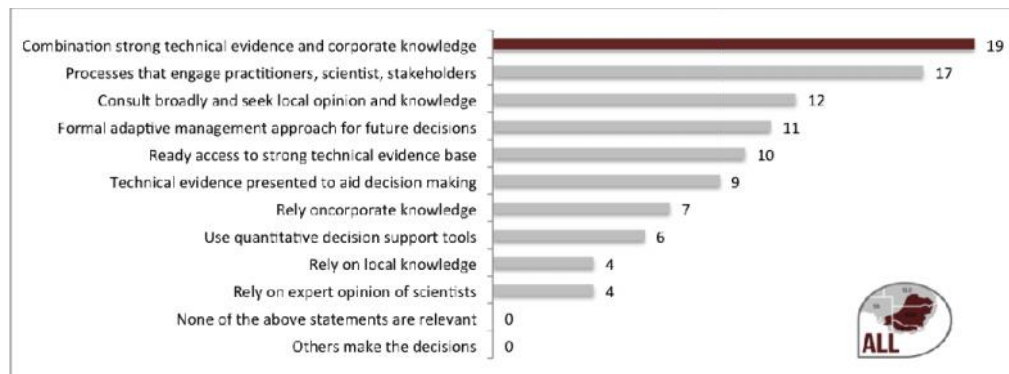 Combination strong technical evidence and corporate knowledge 19
Processes that engage practitioners, scientist, stakeholders 17
Consult broadly and seek local opinion and knowledge 12
Formal adaptive management approach for future decisions 11
Ready access to strong technical evidence base 10
Technical evidence presented to aid decision making 9
Rely oncorporate knowledge 7
Use quantitative decision support tools 6
Rely on local knowledge 4
Rely on expert opinion of scientists 4
None of the above statements are relevant 0
Others make the decisions 0
ALL